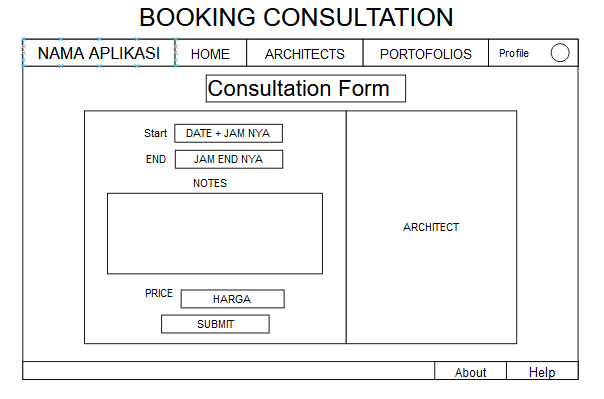 BOOKING CONSULTATION
NAMA APLIKASI HOME ARCHITECTS PORTOFOLIOS Profile
Consultation Form
Start DATE + JAM NYA
END JAM END NYA
NOTES
ARCHITECT
PRICE HARGA
SUBMIT
About Help